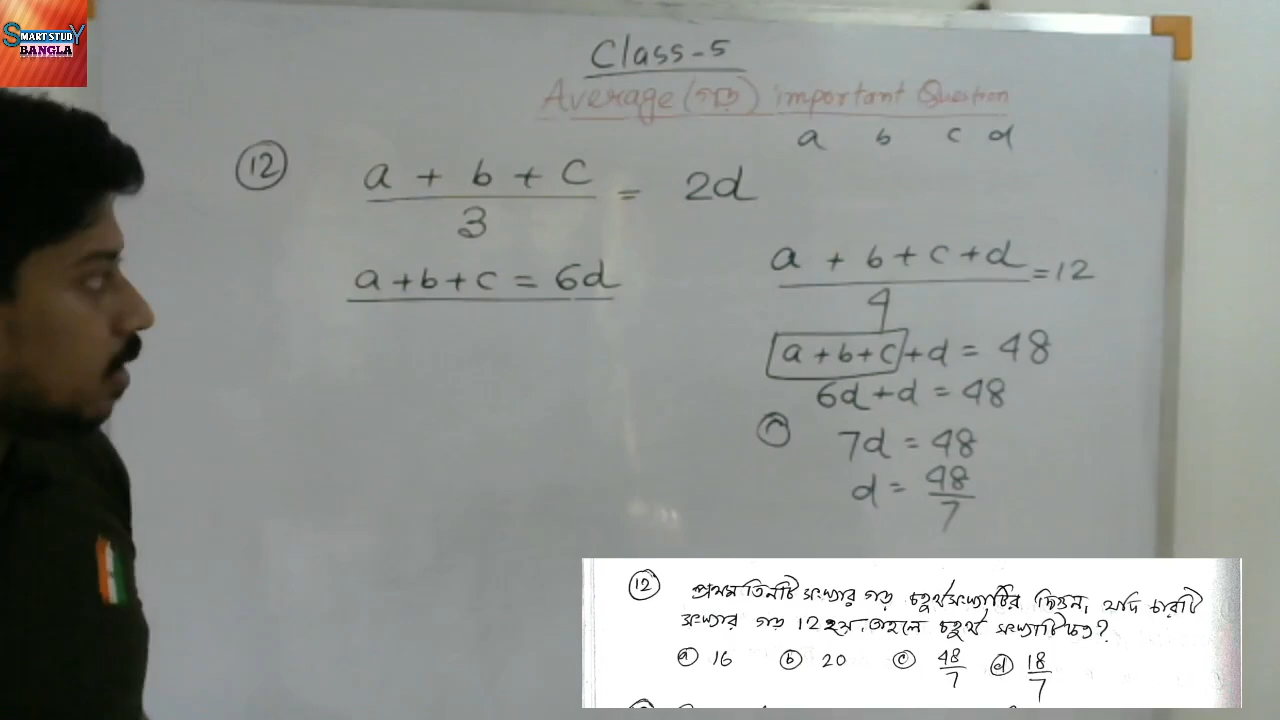 SMART STUDY
BANGLA
Class-5
Average (গড়) important Question
a b c d
12
a + b + c
3
= 2d
a + b + c = 6d
a + b + c + d
4
= 12
a + b + c + d = 48
6d + d = 48
c
7d = 48
d = 48
7
12 প্রথম তিনটি সংখ্যার গড় চতুর্থ সংখ্যাটির দ্বিগুন, যদি চারটি
সংখ্যার গড় 12 হয়, তাহলে চতুর্থ সংখ্যাটি কত?
a 16 b 20 c 48/7 d 18/7